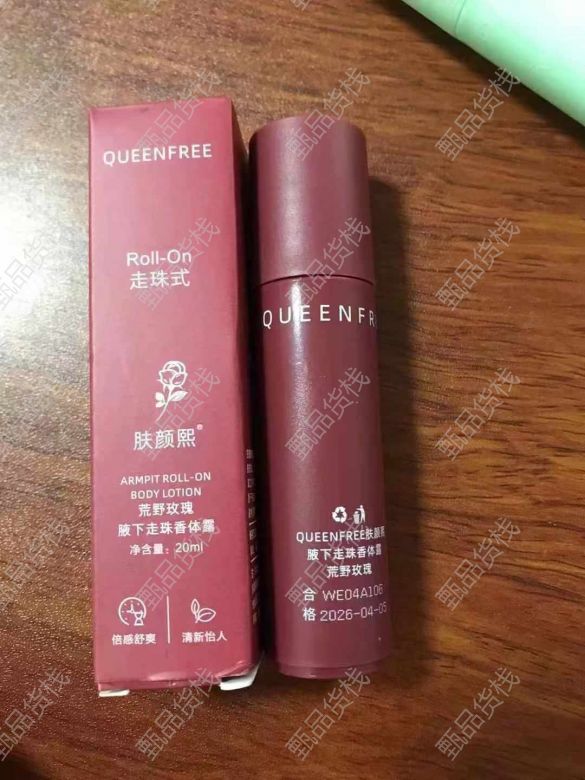 QUEENFREE
Roll-On
走珠式
肤颜熙®
ARMPIT ROLL-ON
BODY LOTION
荒野玫瑰
腋下走珠香体露
净含量：20ml
倍感舒爽
清新怡人
QUEENFRE
QUEENFREE肤颜熙
腋下走珠香体露
荒野玫瑰
合 WE04A106
格 2026-04-05
甄品货栈